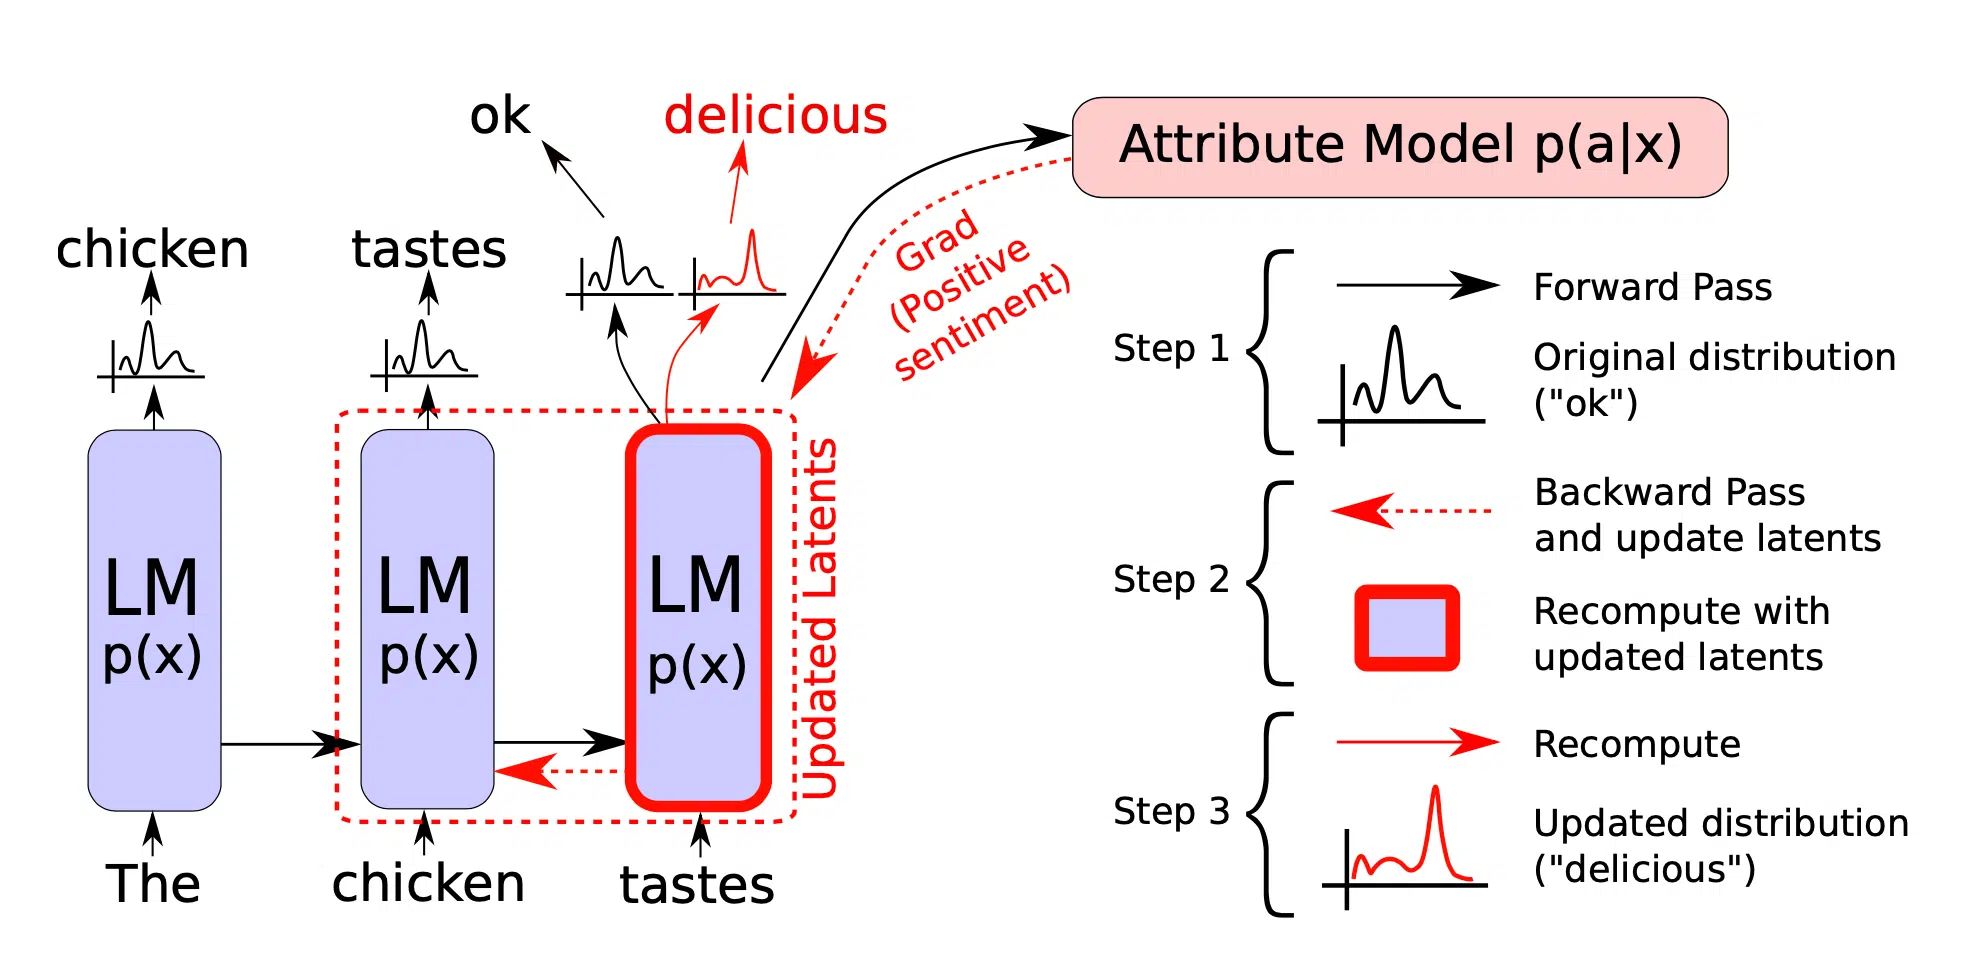 ok
delicious
Attribute Model p(a|x)
chicken
tastes
Grad
(Positive
sentiment)
LM
p(x)
LM
p(x)
LM
p(x)
Updated Latents
The
chicken
tastes
Step 1
Forward Pass
Original distribution
("ok")
Step 2
Backward Pass
and update latents
Recompute with
updated latents
Step 3
Recompute
Updated distribution
("delicious")